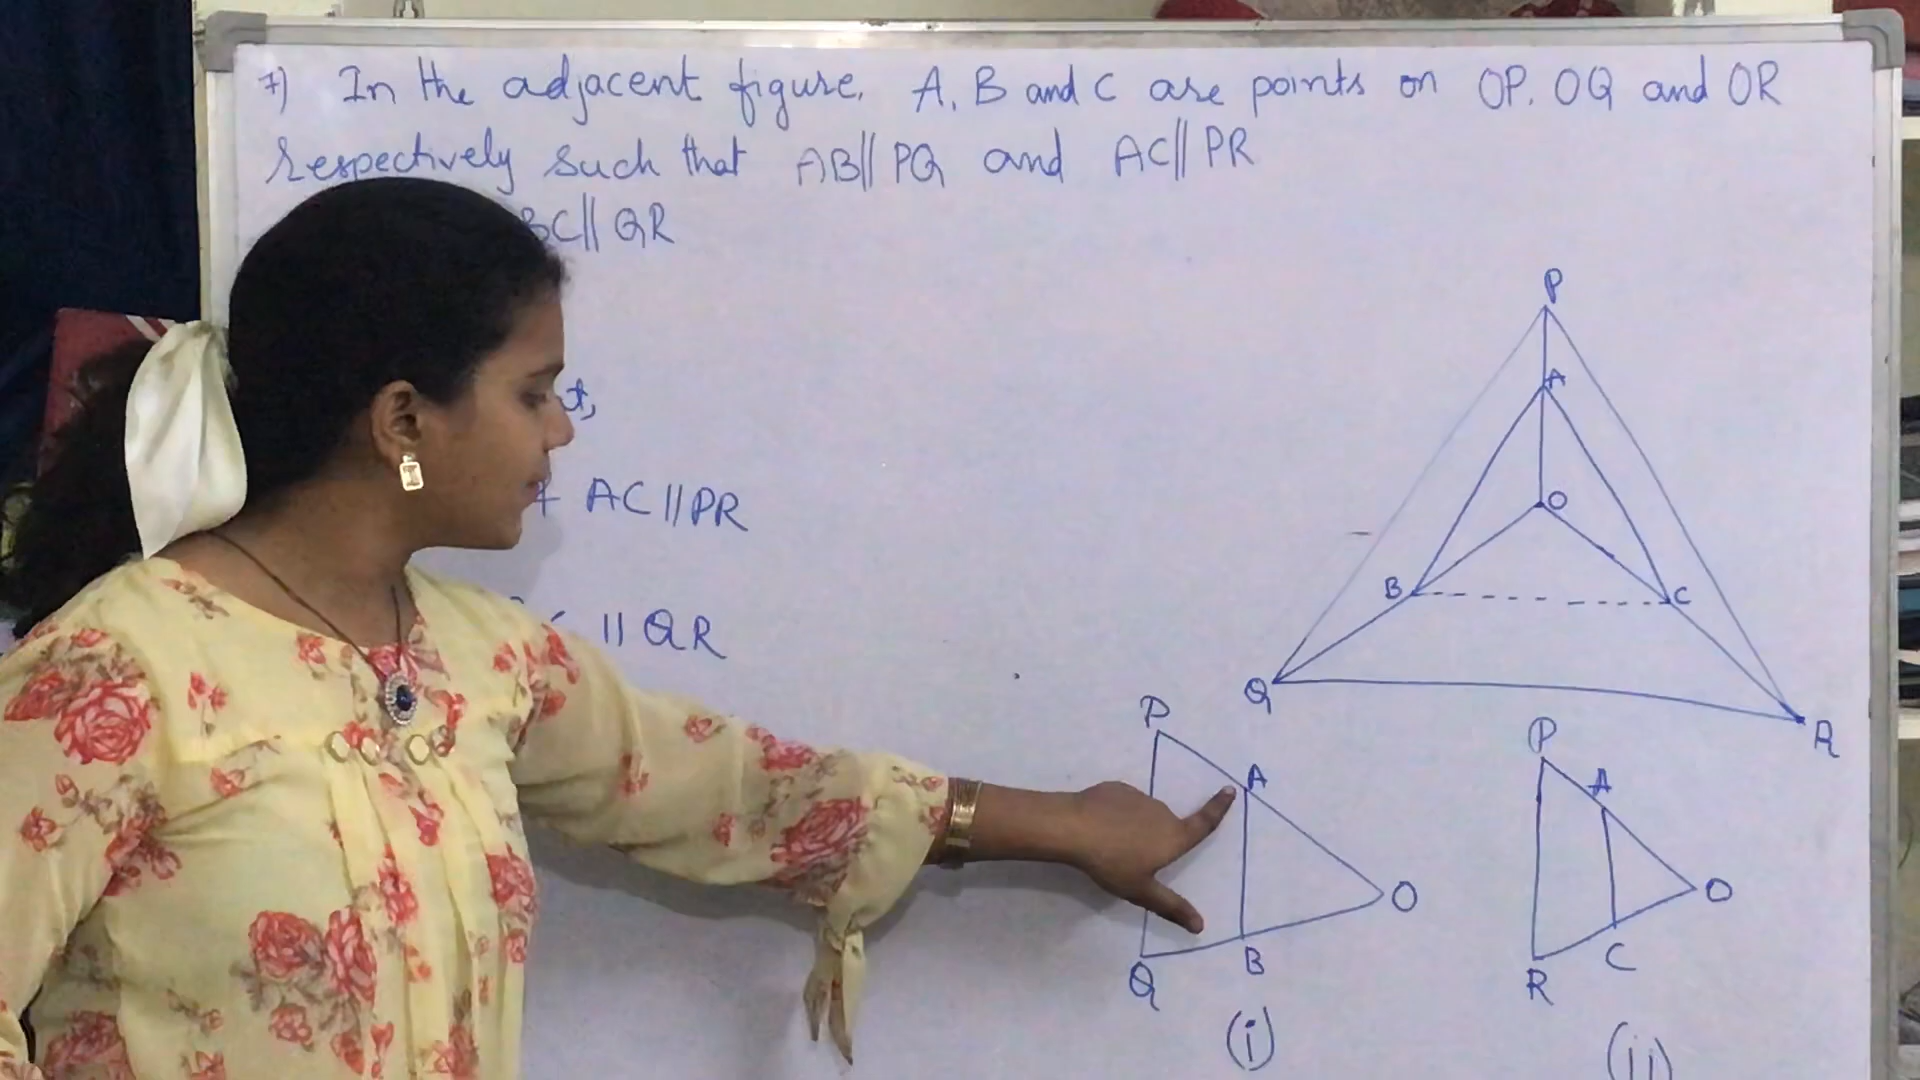 7) In the adjacent figure, A, B and C are points on OP, OQ and OR
respectively such that AB || PQ and AC || PR
BC || QR
AC || PR
|| QR
P
A
O
B
C
Q
R
P
A
O
B
Q
(i)
P
A
O
C
R
(ii)